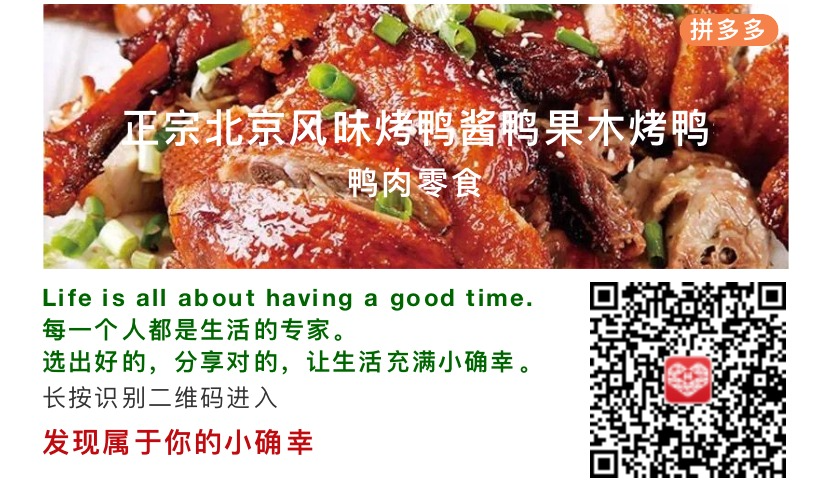 拼多多
正宗北京风味烤鸭酱鸭果木烤鸭
鸭肉零食
Life is all about having a good time.
每一个人都是生活的专家。
选出好的，分享对的，让生活充满小确幸。
长按识别二维码进入
发现属于你的小确幸